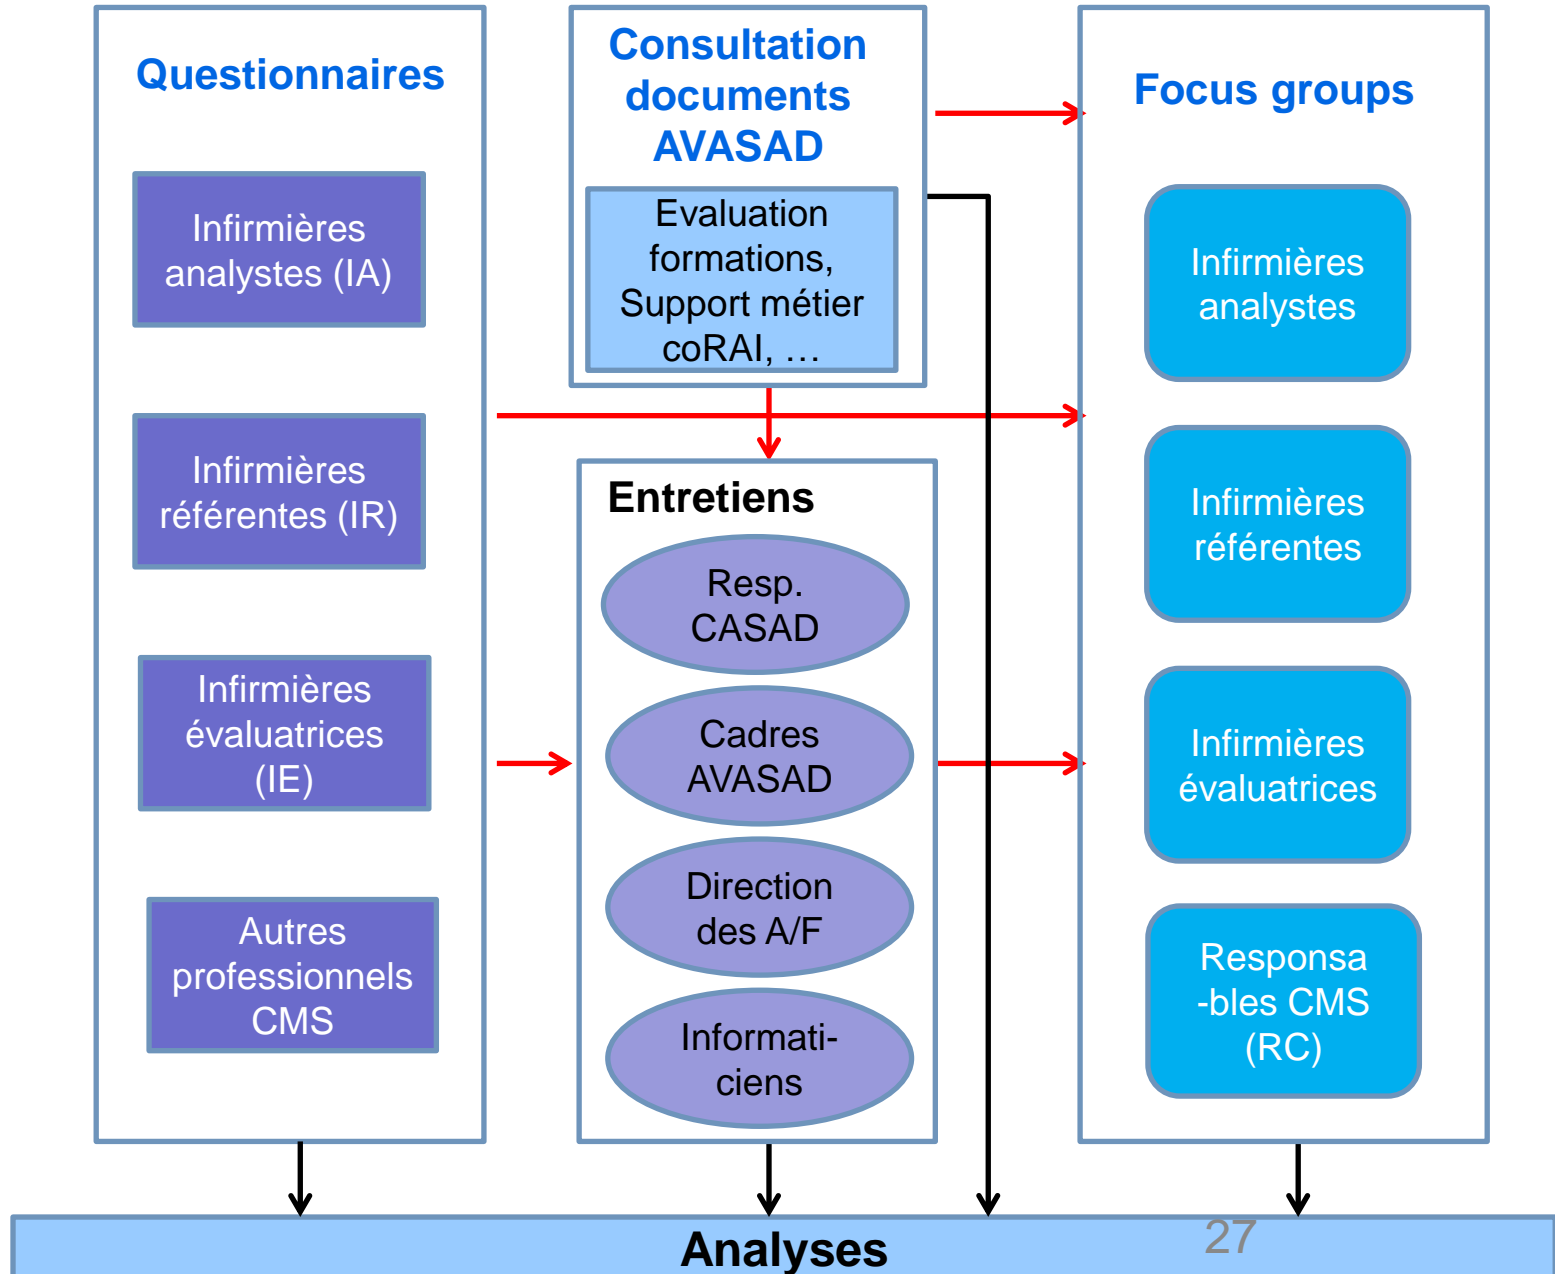 Questionnaires
Infirmières
analystes (IA)
Infirmières
référentes (IR)
Infirmières
évaluatrices
(IE)
Autres
professionnels
CMS
Consultation
documents
AVASAD
Evaluation
formations,
Support métier
coRAI, …
Entretiens
Resp.
CASAD
Cadres
AVASAD
Direction
des A/F
Informati-
ciens
Focus groups
Infirmières
analystes
Infirmières
référentes
Infirmières
évaluatrices
Responsa
-bles CMS
(RC)
Analyses
27